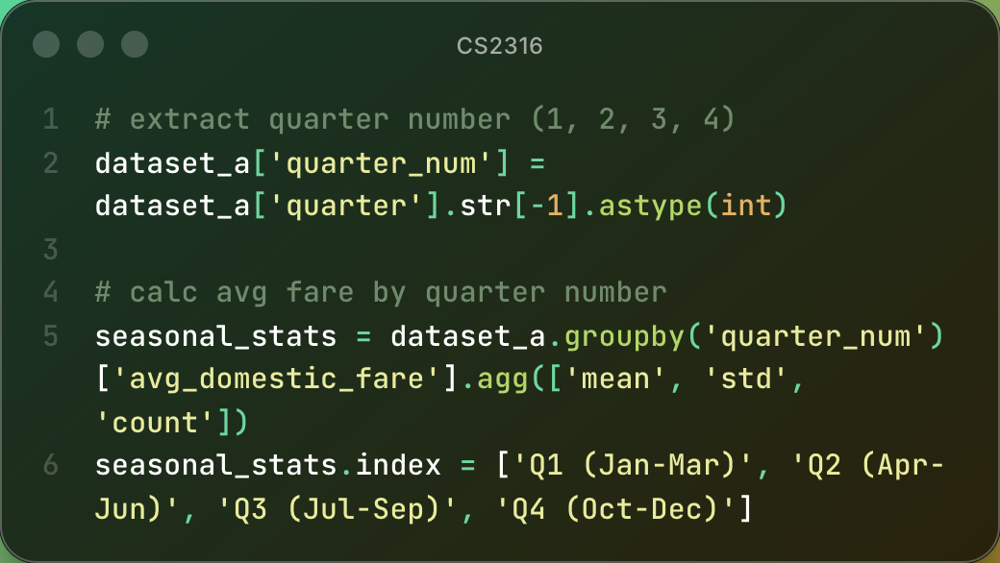 CS2316
1 # extract quarter number (1, 2, 3, 4)
2 dataset_a['quarter_num'] =
dataset_a['quarter'].str[-1].astype(int)
3
4 # calc avg fare by quarter number
5 seasonal_stats = dataset_a.groupby('quarter_num')
['avg_domestic_fare'].agg(['mean', 'std',
'count'])
6 seasonal_stats.index = ['Q1 (Jan-Mar)', 'Q2 (Apr-
Jun)', 'Q3 (Jul-Sep)', 'Q4 (Oct-Dec)']